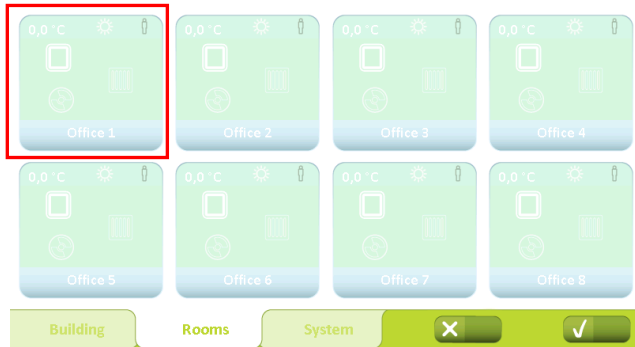 0,0 °C 0,0 °C 0,0 °C 0,0 °C
Office 1 Office 2 Office 3 Office 4
0,0 °C 0,0 °C 0,0 °C 0,0 °C
Office 5 Office 6 Office 7 Office 8
Building Rooms System